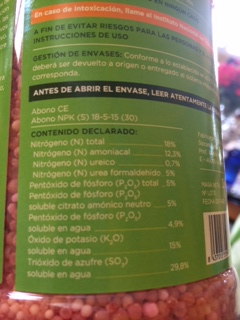 En caso de intoxicación, llame al Instituto
A FIN DE EVITAR RIESGOS PARA LAS PERSONAS
INSTRUCCIONES DE USO
GESTIÓN DE ENVASES: Conforme a lo
deberá ser devuelto a origen o entregado al
corresponda.
ANTES DE ABRIR EL ENVASE, LEER ATENTAMENTE LA
Abono CE
Abono NPK (S) 18-5-15 (30)
CONTENIDO DECLARADO:
Nitrógeno (N) total 18%
Nitrógeno (N) amoniacal 12,3%
Nitrógeno (N) ureico 0,7%
Nitrógeno (N) urea formaldehido 5%
Pentóxido de fósforo (P₂O₅) total 5%
Pentóxido de fósforo (P₂O₅)
soluble citrato amónico neutro 5%
Pentóxido de fósforo (P₂O₅)
soluble en agua 4,9%
Óxido de potasio (K₂O)
soluble en agua 15%
Trióxido de azufre (SO₃)
soluble en agua 29,8%